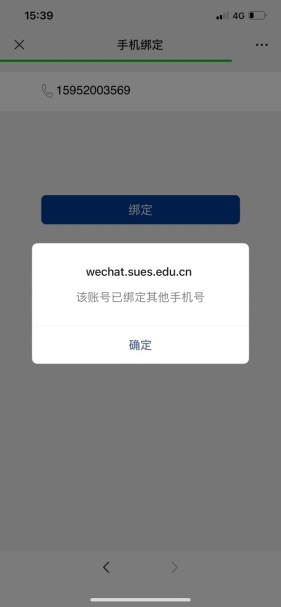 15:39
4G
手机绑定
15952003569
绑定
wechat.sues.edu.cn
该账号已绑定其他手机号
确定